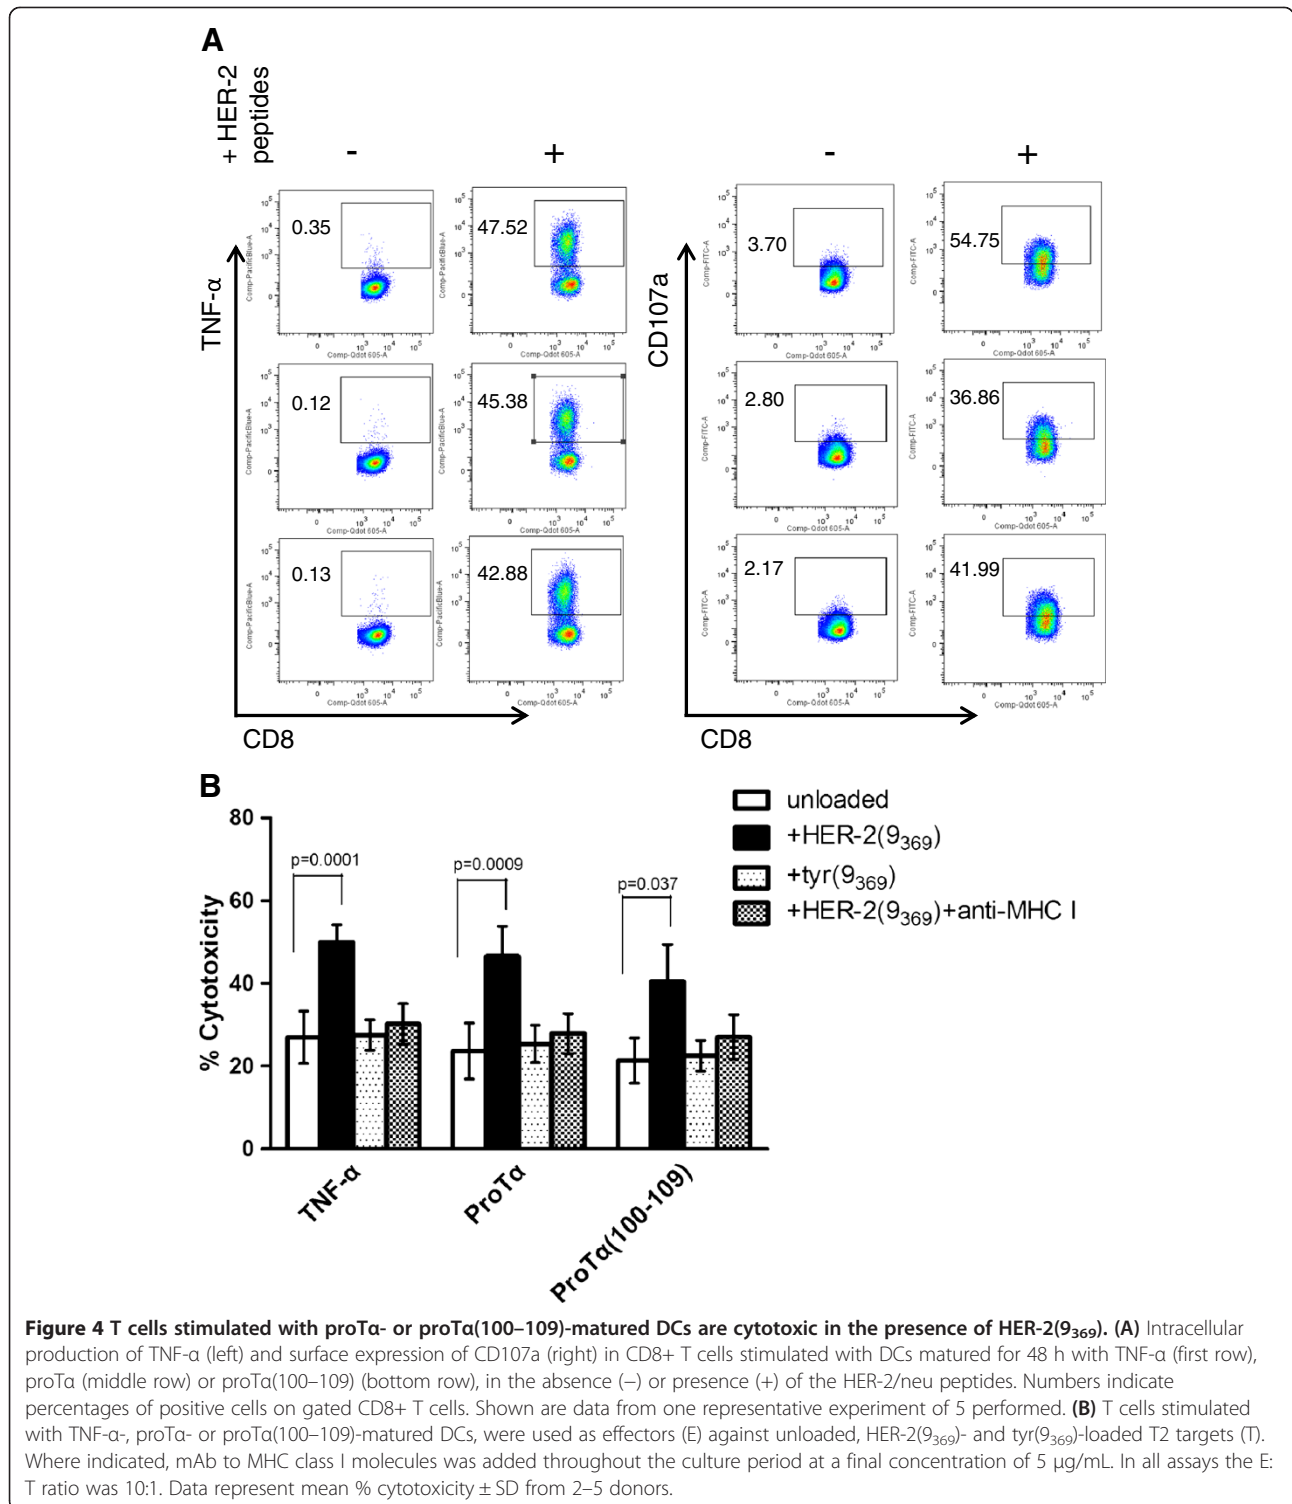 A
+ HER-2
peptides
- + - +
0.35 47.52 3.70 54.75
TNF-α
CD107a
0.12 45.38 2.80 36.86
0.13 42.88 2.17 41.99
Comp-PacificBlue-A
Comp-FITC-A
Comp-Qdot 605-A
CD8 CD8
B
unloaded
+HER-2(9369)
+tyr(9369)
+HER-2(9369)+anti-MHC I
% Cytotoxicity
80
60
40
20
0
p=0.0001
p=0.0009
p=0.037
TNF-α
ProTα
ProTα(100-109)
Figure 4 T cells stimulated with proTα- or proTα(100–109)-matured DCs are cytotoxic in the presence of HER-2(9369). (A) Intracellular
production of TNF-α (left) and surface expression of CD107a (right) in CD8+ T cells stimulated with DCs matured for 48 h with TNF-α (first row),
proTα (middle row) or proTα(100–109) (bottom row), in the absence (−) or presence (+) of the HER-2/neu peptides. Numbers indicate
percentages of positive cells on gated CD8+ T cells. Shown are data from one representative experiment of 5 performed. (B) T cells stimulated
with TNF-α-, proTα- or proTα(100–109)-matured DCs, were used as effectors (E) against unloaded, HER-2(9369)- and tyr(9369)-loaded T2 targets (T).
Where indicated, mAb to MHC class I molecules was added throughout the culture period at a final concentration of 5 μg/mL. In all assays the E:
T ratio was 10:1. Data represent mean % cytotoxicity ± SD from 2–5 donors.